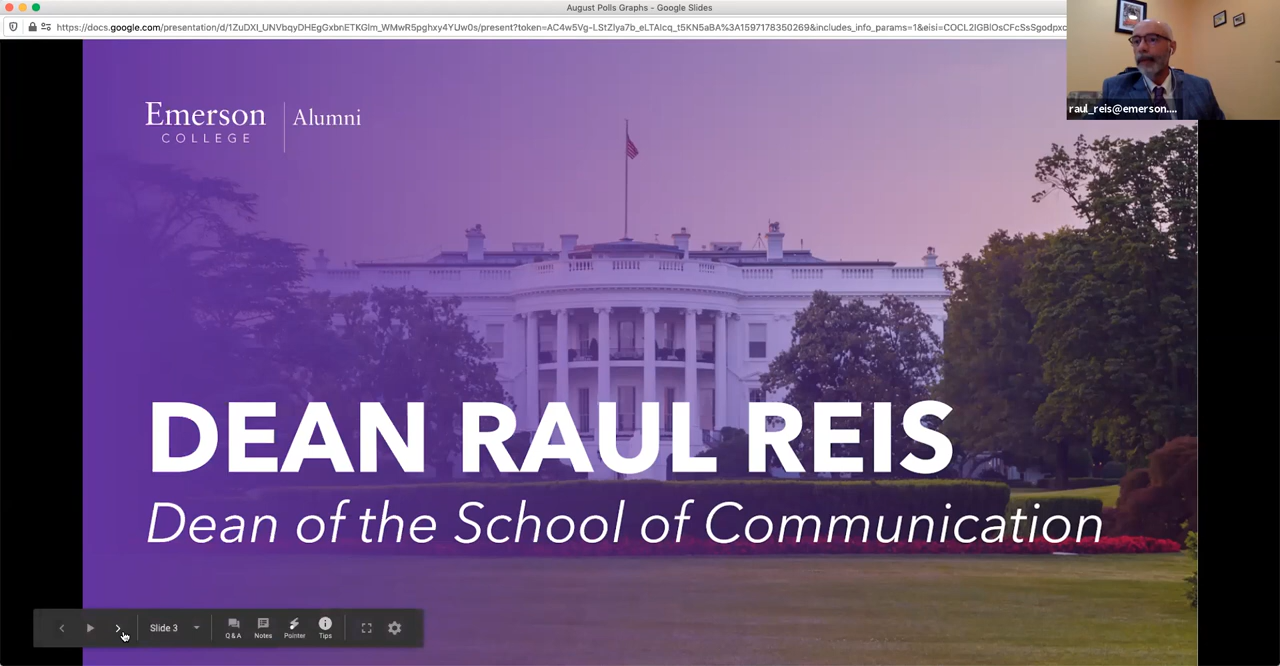 August Polls Graphs - Google Slides
raul_reis@emerson....
Emerson
COLLEGE
Alumni
DEAN RAUL REIS
Dean of the School of Communication
Slide 3
Q & A
Notes
Pointer
Tips